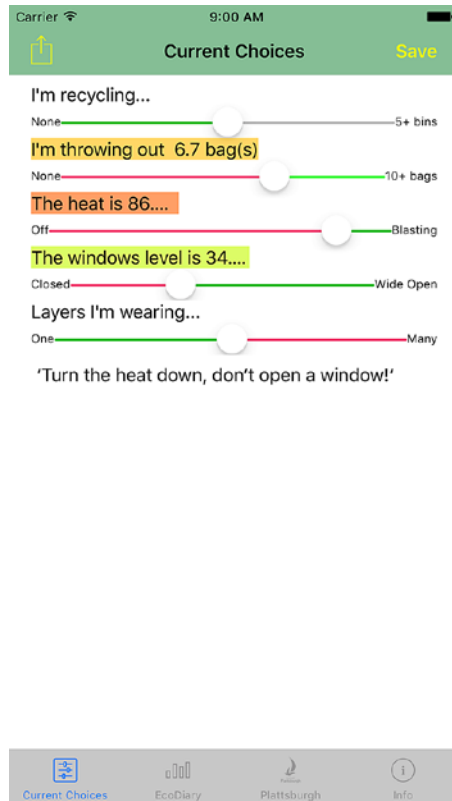 Carrier 9:00 AM
Current Choices Save
I'm recycling...
None 5+ bins
I'm throwing out 6.7 bag(s)
None 10+ bags
The heat is 86....
Off Blasting
The windows level is 34....
Closed Wide Open
Layers I'm wearing...
One Many
‘Turn the heat down, don’t open a window!‘
Current Choices EcoDiary Plattsburgh Info